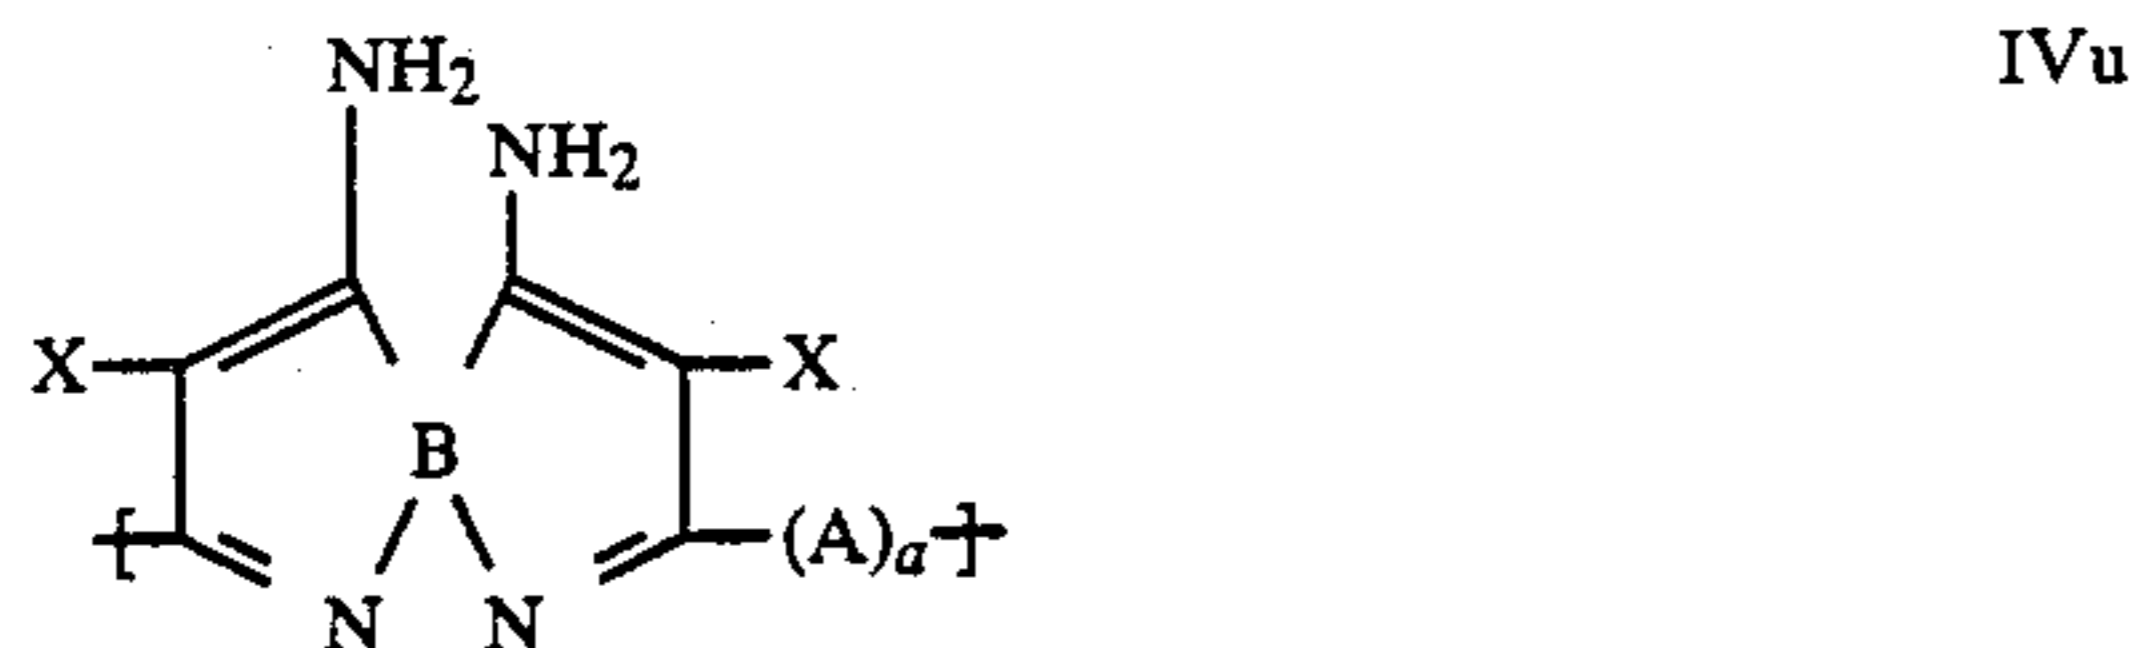 NH2 IVu
NH2
X X
B
[ (A)a ]
N N